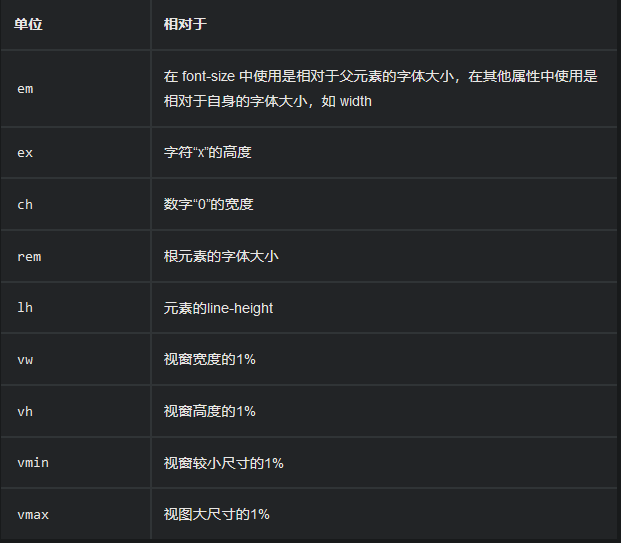 单位 相对于
em 在 font-size 中使用是相对于父元素的字体大小，在其他属性中使用是
相对于自身的字体大小，如 width
ex 字符“x”的高度
ch 数字“0”的宽度
rem 根元素的字体大小
lh 元素的line-height
vw 视窗宽度的1%
vh 视窗高度的1%
vmin 视窗较小尺寸的1%
vmax 视图大尺寸的1%